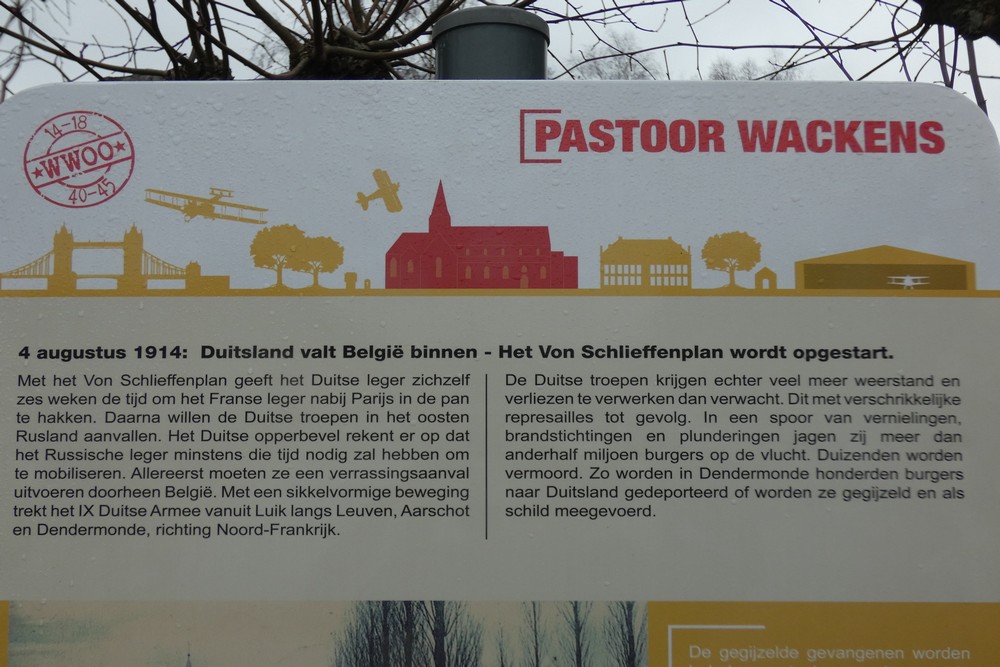 14-18
WWOO
40-45
PASTOOR WACKENS
4 augustus 1914: Duitsland valt België binnen - Het Von Schlieffenplan wordt opgestart.
Met het Von Schlieffenplan geeft het Duitse leger zichzelf
zes weken de tijd om het Franse leger nabij Parijs in de pan
te hakken. Daarna willen de Duitse troepen in het oosten
Rusland aanvallen. Het Duitse opperbevel rekent er op dat
het Russische leger minstens die tijd nodig zal hebben om
te mobiliseren. Allereerst moeten ze een verrassingsaanval
uitvoeren doorheen België. Met een sikkelvormige beweging
trekt het IX Duitse Armee vanuit Luik langs Leuven, Aarschot
en Dendermonde, richting Noord-Frankrijk.
De Duitse troepen krijgen echter veel meer weerstand en
verliezen te verwerken dan verwacht. Dit met verschrikkelijke
represailles tot gevolg. In een spoor van vernielingen,
brandstichtingen en plunderingen jagen zij meer dan
anderhalf miljoen burgers op de vlucht. Duizenden worden
vermoord. Zo worden in Dendermonde honderden burgers
naar Duitsland gedeporteerd of worden ze gegijzeld en als
schild meegevoerd.
De gegijzelde gevangenen worden